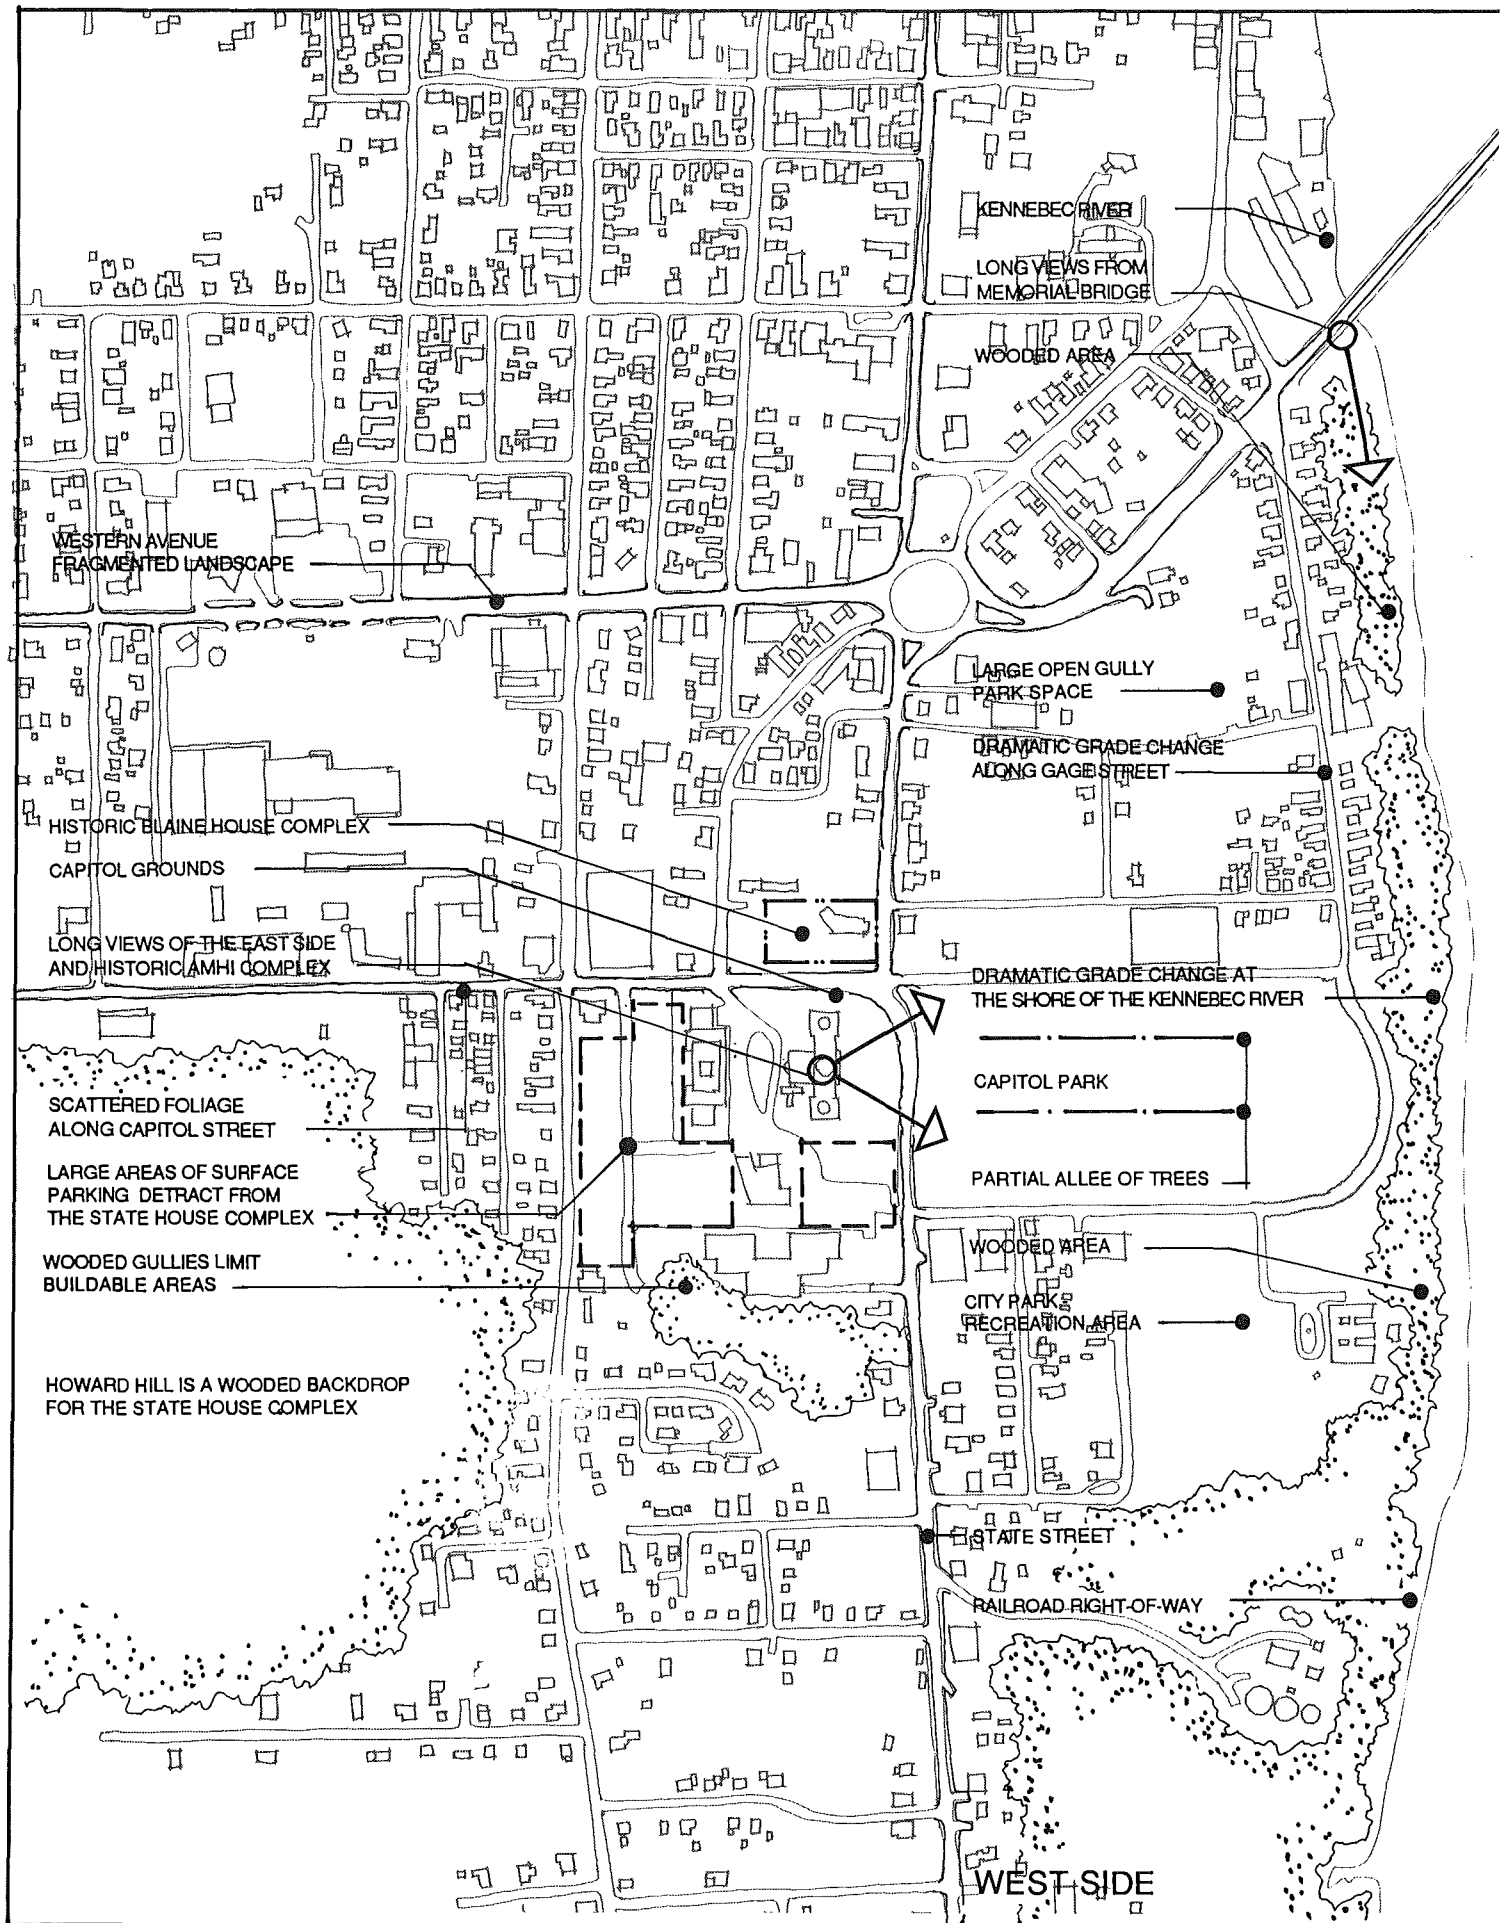 KENNEBEC RIVER
LONG VIEWS FROM
MEMORIAL BRIDGE
WOODED AREA
WESTERN AVENUE
FRAGMENTED LANDSCAPE
LARGE OPEN GULLY
PARK SPACE
DRAMATIC GRADE CHANGE
ALONG GAGE STREET
HISTORIC BLAINE HOUSE COMPLEX
CAPITOL GROUNDS
LONG VIEWS OF THE EAST SIDE
AND HISTORIC AMHI COMPLEX
DRAMATIC GRADE CHANGE AT
THE SHORE OF THE KENNEBEC RIVER
CAPITOL PARK
SCATTERED FOLIAGE
ALONG CAPITOL STREET
LARGE AREAS OF SURFACE
PARKING DETRACT FROM
THE STATE HOUSE COMPLEX
PARTIAL ALLEE OF TREES
WOODED GULLIES LIMIT
BUILDABLE AREAS
WOODED AREA
CITY PARK
RECREATION AREA
HOWARD HILL IS A WOODED BACKDROP
FOR THE STATE HOUSE COMPLEX
STATE STREET
RAILROAD RIGHT-OF-WAY
WEST SIDE